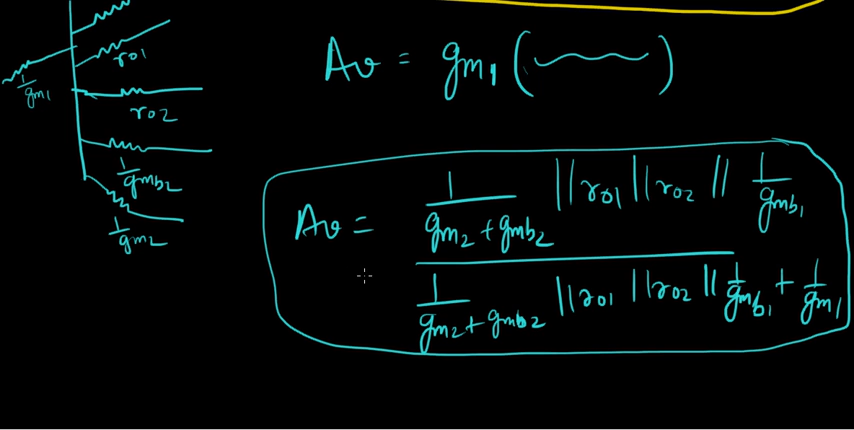 1/gm1
ro1
ro2
1/gmb2
1/gm2
Av = gm1 ( )
Av = (1/(gm2 + gmb2) || ro1 || ro2 || 1/gmb1) / (1/(gm2 + gmb2) || ro1 || ro2 || 1/gmb1 + 1/gm1)